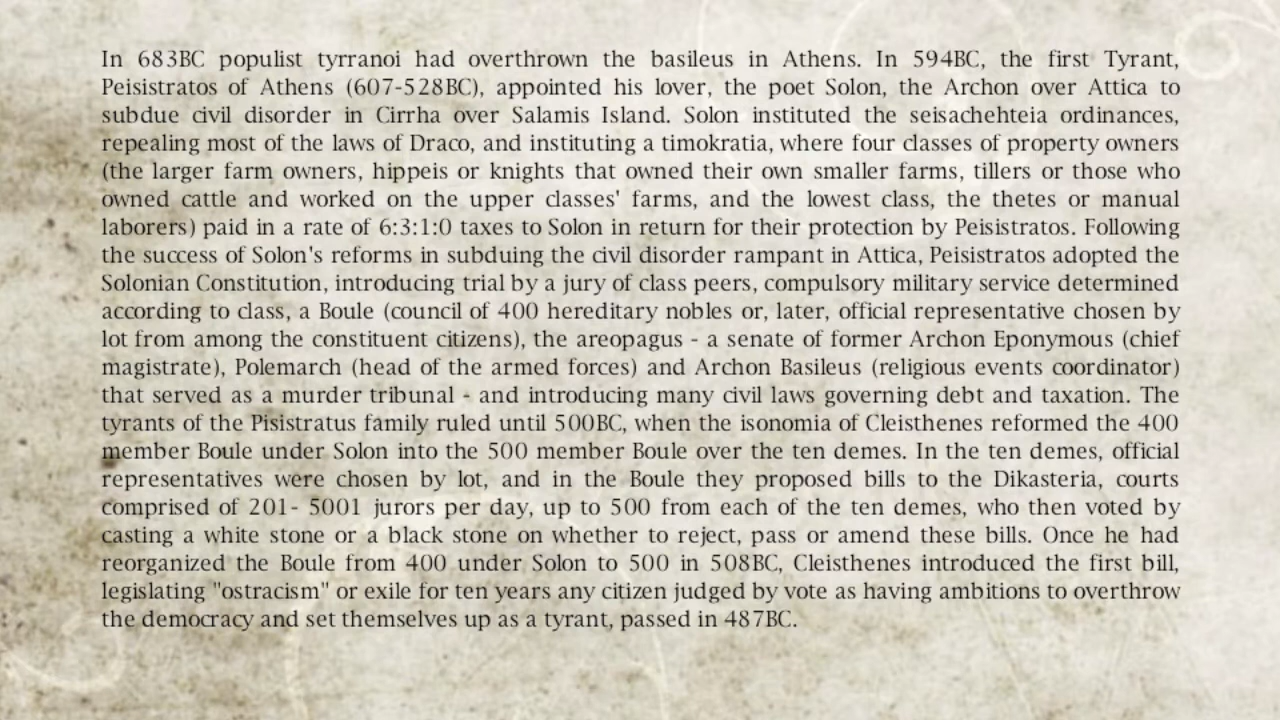 In 683BC populist tyrranoi had overthrown the basileus in Athens. In 594BC, the first Tyrant,
Peisistratos of Athens (607-528BC), appointed his lover, the poet Solon, the Archon over Attica to
subdue civil disorder in Cirrha over Salamis Island. Solon instituted the seisachehteia ordinances,
repealing most of the laws of Draco, and instituting a timokratia, where four classes of property owners
(the larger farm owners, hippeis or knights that owned their own smaller farms, tillers or those who
owned cattle and worked on the upper classes' farms, and the lowest class, the thetes or manual
laborers) paid in a rate of 6:3:1:0 taxes to Solon in return for their protection by Peisistratos. Following
the success of Solon's reforms in subduing the civil disorder rampant in Attica, Peisistratos adopted the
Solonian Constitution, introducing trial by a jury of class peers, compulsory military service determined
according to class, a Boule (council of 400 hereditary nobles or, later, official representative chosen by
lot from among the constituent citizens), the areopagus - a senate of former Archon Eponymous (chief
magistrate), Polemarch (head of the armed forces) and Archon Basileus (religious events coordinator)
that served as a murder tribunal - and introducing many civil laws governing debt and taxation. The
tyrants of the Pisistratus family ruled until 500BC, when the isonomia of Cleisthenes reformed the 400
member Boule under Solon into the 500 member Boule over the ten demes. In the ten demes, official
representatives were chosen by lot, and in the Boule they proposed bills to the Dikasteria, courts
comprised of 201- 5001 jurors per day, up to 500 from each of the ten demes, who then voted by
casting a white stone or a black stone on whether to reject, pass or amend these bills. Once he had
reorganized the Boule from 400 under Solon to 500 in 508BC, Cleisthenes introduced the first bill,
legislating "ostracism" or exile for ten years any citizen judged by vote as having ambitions to overthrow
the democracy and set themselves up as a tyrant, passed in 487BC.